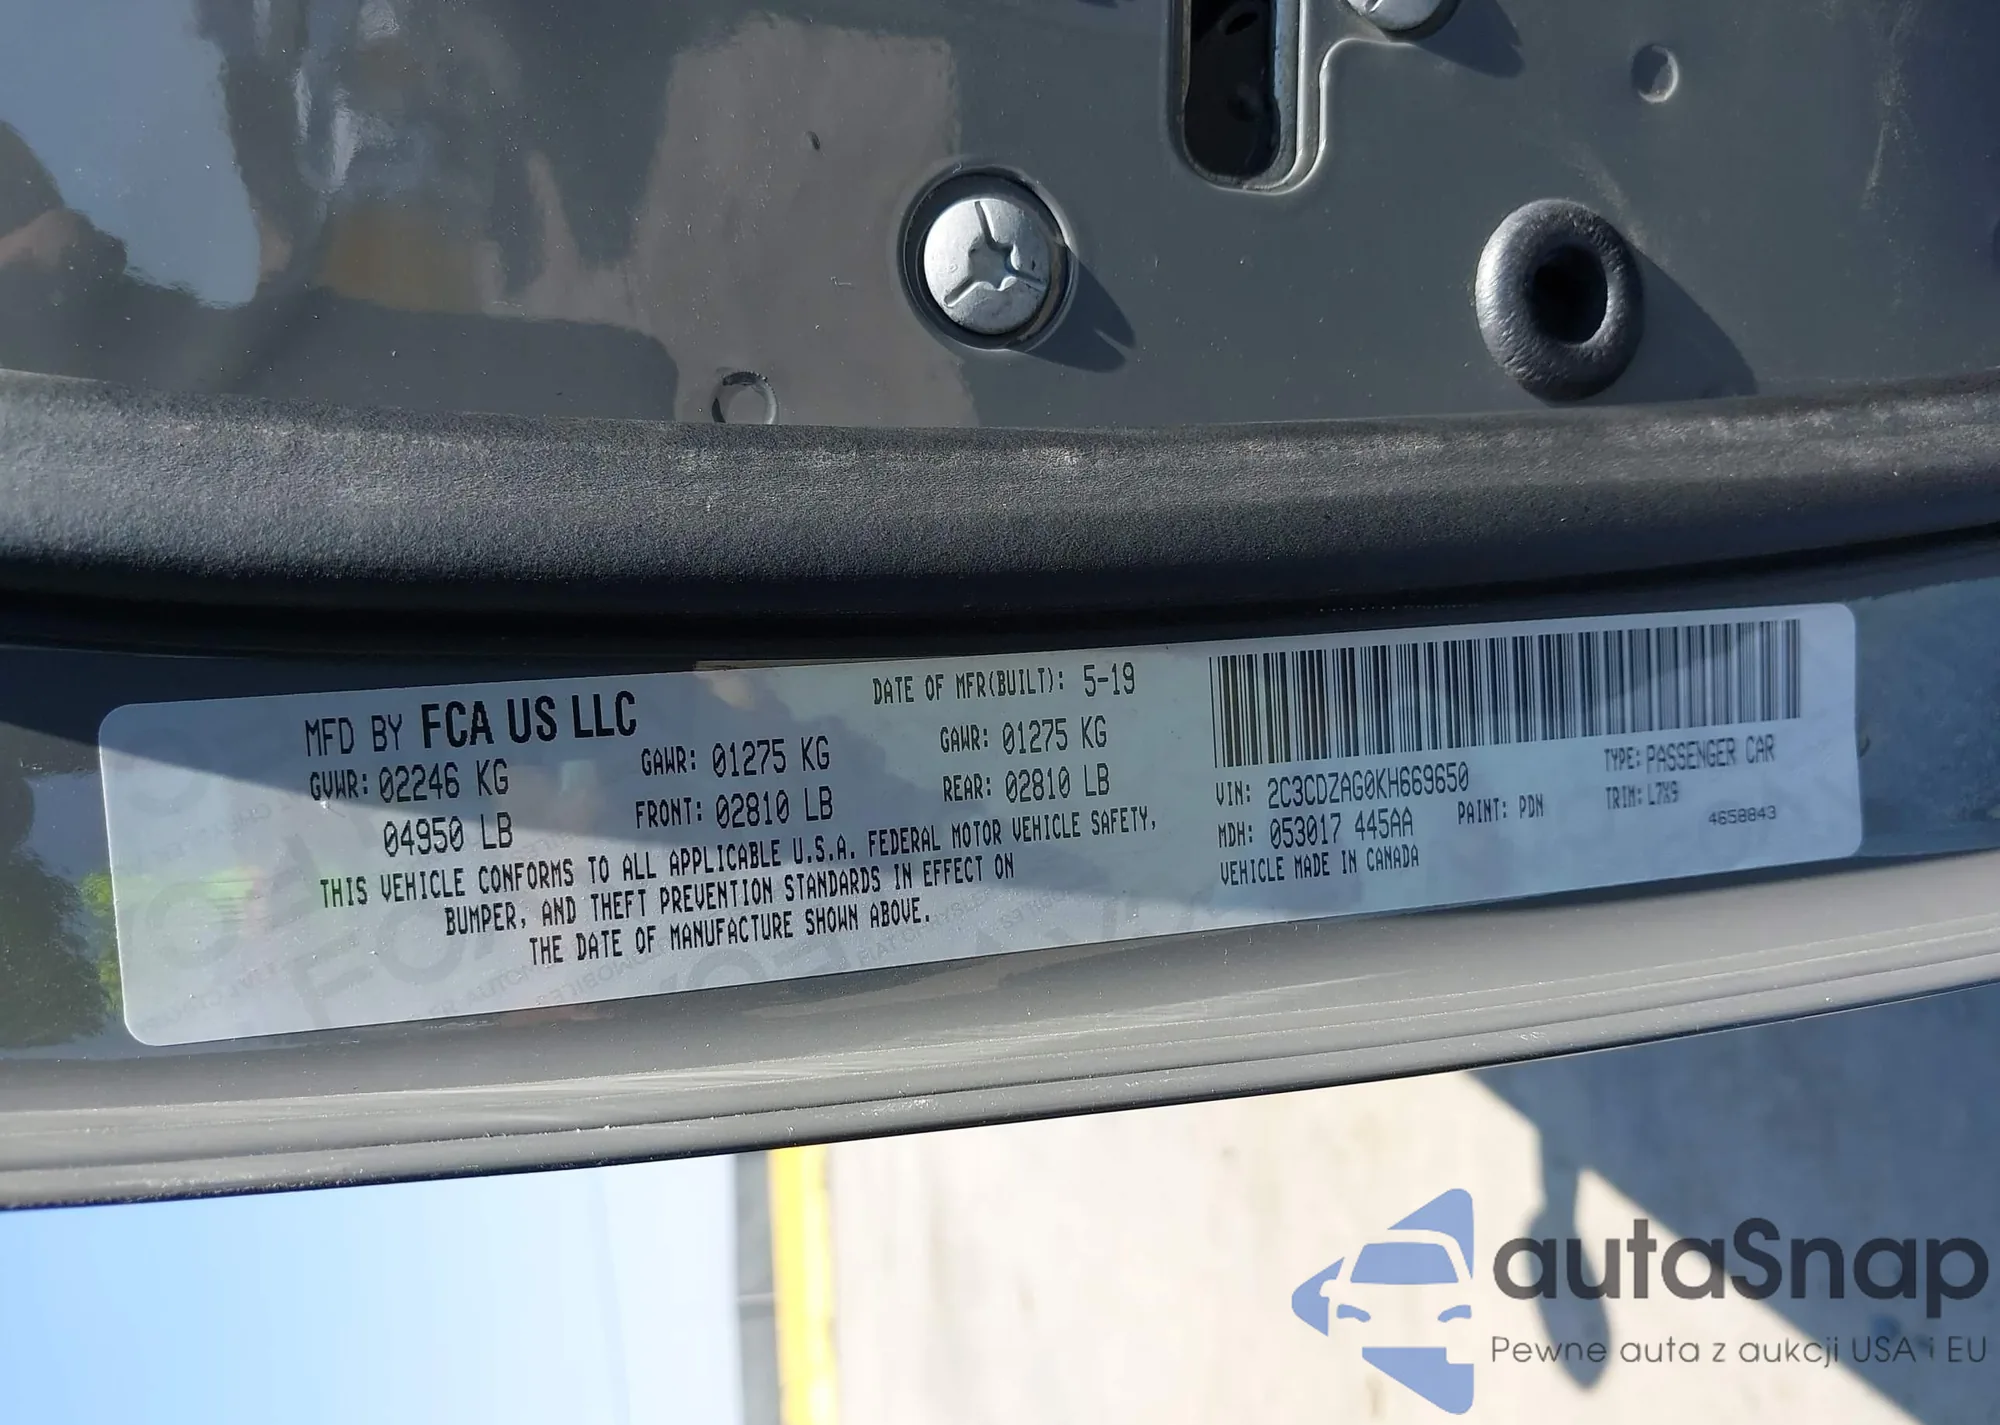 MFD BY FCA US LLC
DATE OF MFR(BUILT): 5-19
GVWR: 02246 KG
04950 LB
GAWR: 01275 KG
FRONT: 02810 LB
GAWR: 01275 KG
REAR: 02810 LB
THIS VEHICLE CONFORMS TO ALL APPLICABLE U.S.A. FEDERAL MOTOR VEHICLE SAFETY,
BUMPER, AND THEFT PREVENTION STANDARDS IN EFFECT ON
THE DATE OF MANUFACTURE SHOWN ABOVE.
VIN: 2C3CDZAG0KH669650
TYPE: PASSENGER CAR
MDH: 053017 445AA
PAINT: PDN
TRIM: L7X9
VEHICLE MADE IN CANADA
4658843
autaSnap
Pewne auta z aukcji USA i EU